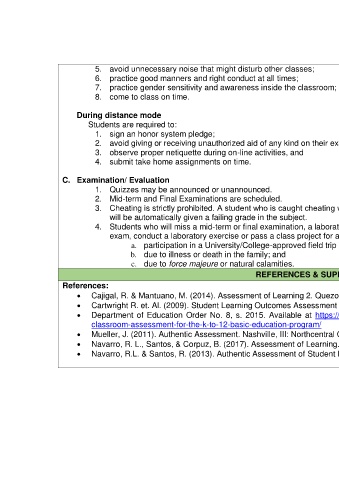 5. avoid unnecessary noise that might disturb other classes;
6. practice good manners and right conduct at all times;
7. practice gender sensitivity and awareness inside the classroom;
8. come to class on time.
During distance mode
Students are required to:
1. sign an honor system pledge;
2. avoid giving or receiving unauthorized aid of any kind on their ex
3. observe proper netiquette during on-line activities, and
4. submit take home assignments on time.
C. Examination/ Evaluation
1. Quizzes may be announced or unannounced.
2. Mid-term and Final Examinations are scheduled.
3. Cheating is strictly prohibited. A student who is caught cheating
will be automatically given a failing grade in the subject.
4. Students who will miss a mid-term or final examination, a laborat
exam, conduct a laboratory exercise or pass a class project for a
a. participation in a University/College-approved field trip
b. due to illness or death in the family; and
c. due to force majeure or natural calamities.
REFERENCES & SUP
References:
• Cajigal, R. & Mantuano, M. (2014). Assessment of Learning 2. Quezo
• Cartwright R. et. Al. (2009). Student Learning Outcomes Assessment
• Department of Education Order No. 8, s. 2015. Available at https:/
classroom-assessment-for-the-k-to-12-basic-education-program/
• Mueller, J. (2011). Authentic Assessment. Nashville, Ill: Northcentral
• Navarro, R. L., Santos, & Corpuz, B. (2017). Assessment of Learning.
• Navarro, R.L. & Santos, R. (2013). Authentic Assessment of Student